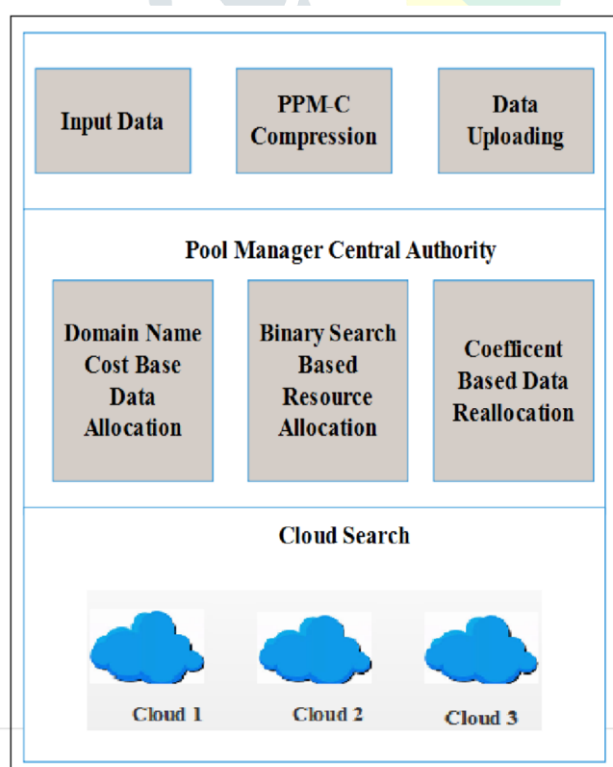 Input Data
PPM-C
Compression
Data
Uploading
Pool Manager Central Authority
Domain Name
Cost Base
Data
Allocation
Binary Search
Based
Resource
Allocation
Coefficent
Based Data
Reallocation
Cloud Search
Cloud 1
Cloud 2
Cloud 3